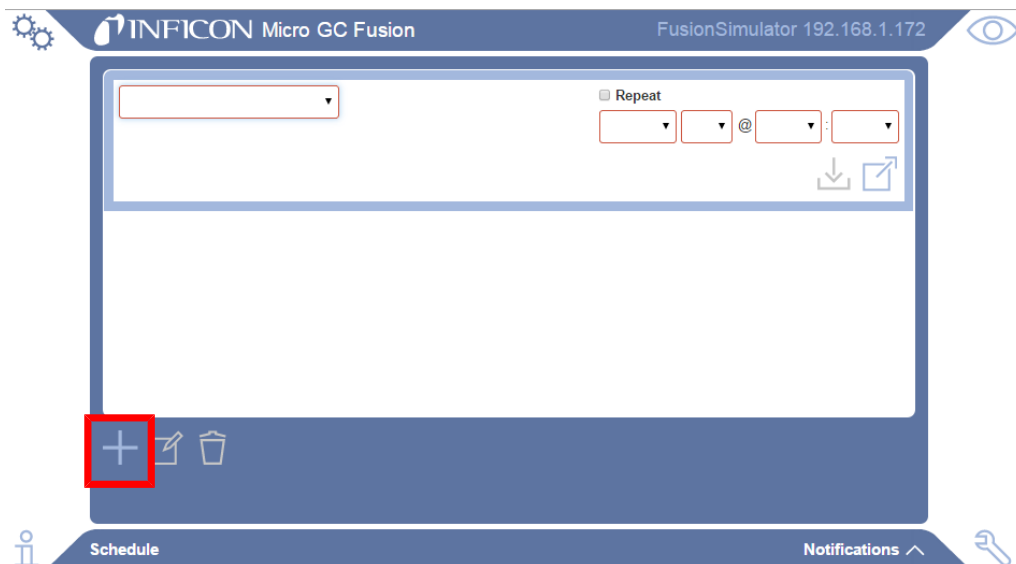 INFICON Micro GC Fusion
FusionSimulator 192.168.1.172
Repeat
@ :
Schedule
Notifications